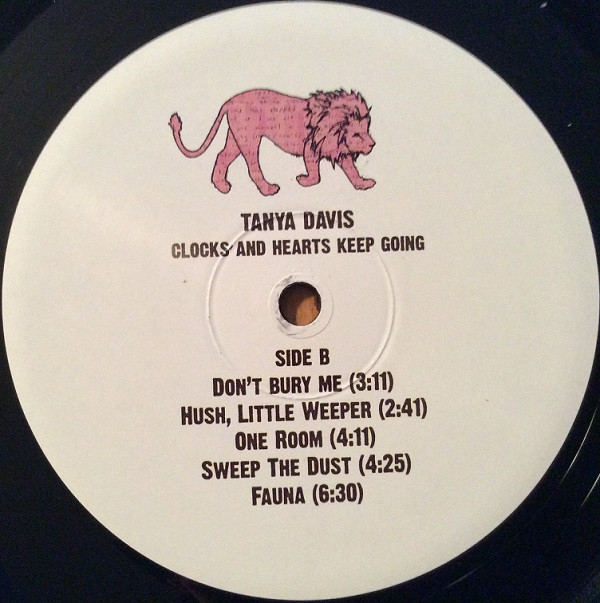 TANYA DAVIS
CLOCKS AND HEARTS KEEP GOING
SIDE B
DON'T BURY ME (3:11)
HUSH, LITTLE WEEPER (2:41)
ONE ROOM (4:11)
SWEEP THE DUST (4:25)
FAUNA (6:30)